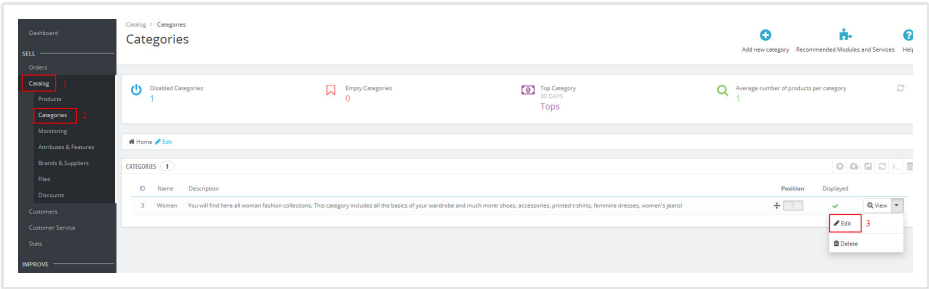 Dashboard
SELL
Orders
Catalog 1
Products
Categories 2
Monitoring
Attributes & Features
Brands & Suppliers
Files
Discounts
Customers
Customer Service
Stats
IMPROVE
Catalog / Categories
Categories
Add new category
Recommended Modules and Services
Help
Disabled Categories
1
Empty Categories
0
Top Category
30 DAYS
Tops
Average number of products per category
1
Home Edit
CATEGORIES 1
ID Name Description Position Displayed
3 Women You will find here all woman fashion collections. This category includes all the basics of your wardrobe and much more: shoes, accessories, printed t-shirts, feminine dresses, women's jeans! 1 View
Edit 3
Delete